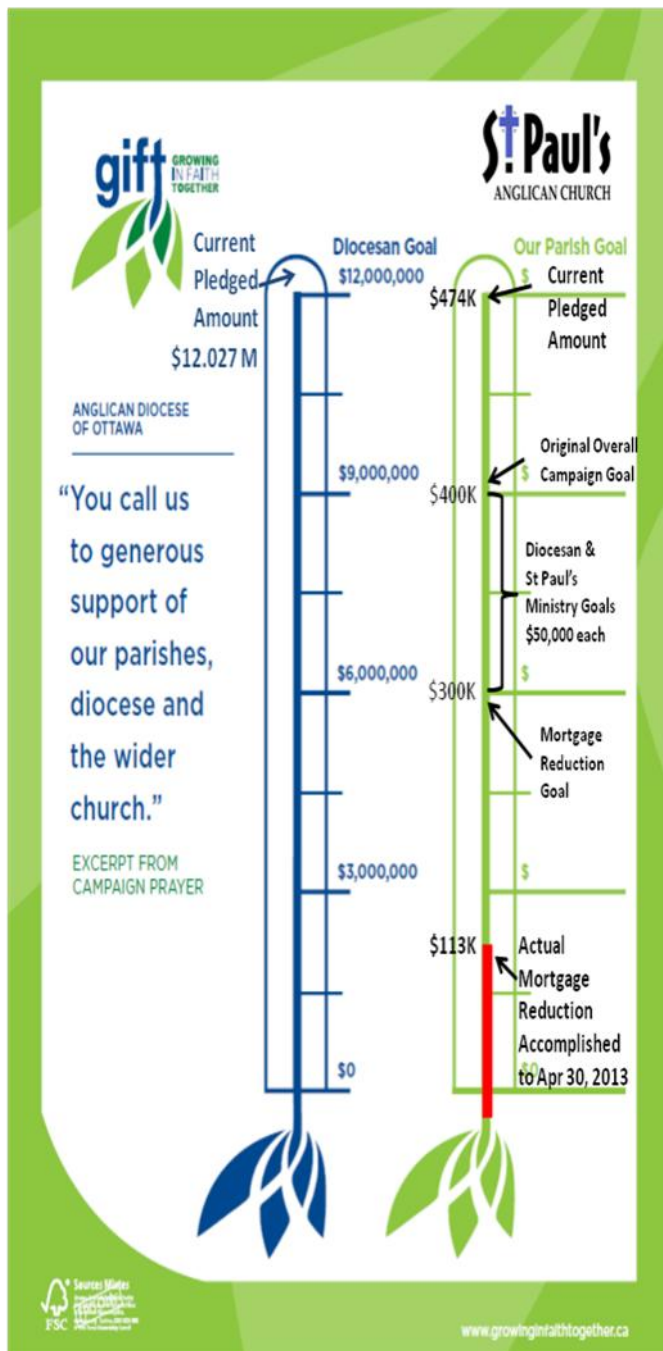 gift GROWING
IN FAITH
TOGETHER
St Paul's
ANGLICAN CHURCH
Current
Pledged
Amount
$12.027 M
Diocesan Goal
$12,000,000
$9,000,000
$6,000,000
$3,000,000
$0
ANGLICAN DIOCESE
OF OTTAWA
“You call us
to generous
support of
our parishes,
diocese and
the wider
church.”
EXCERPT FROM
CAMPAIGN PRAYER
Our Parish Goal
$
$474K
Current
Pledged
Amount
Original Overall
Campaign Goal
$
$400K
Diocesan &
St Paul's
Ministry Goals
$50,000 each
$
$300K
Mortgage
Reduction
Goal
$
$113K
Actual
Mortgage
Reduction
Accomplished
to Apr 30, 2013
$0
FSC
www.growinginfaithtogether.ca